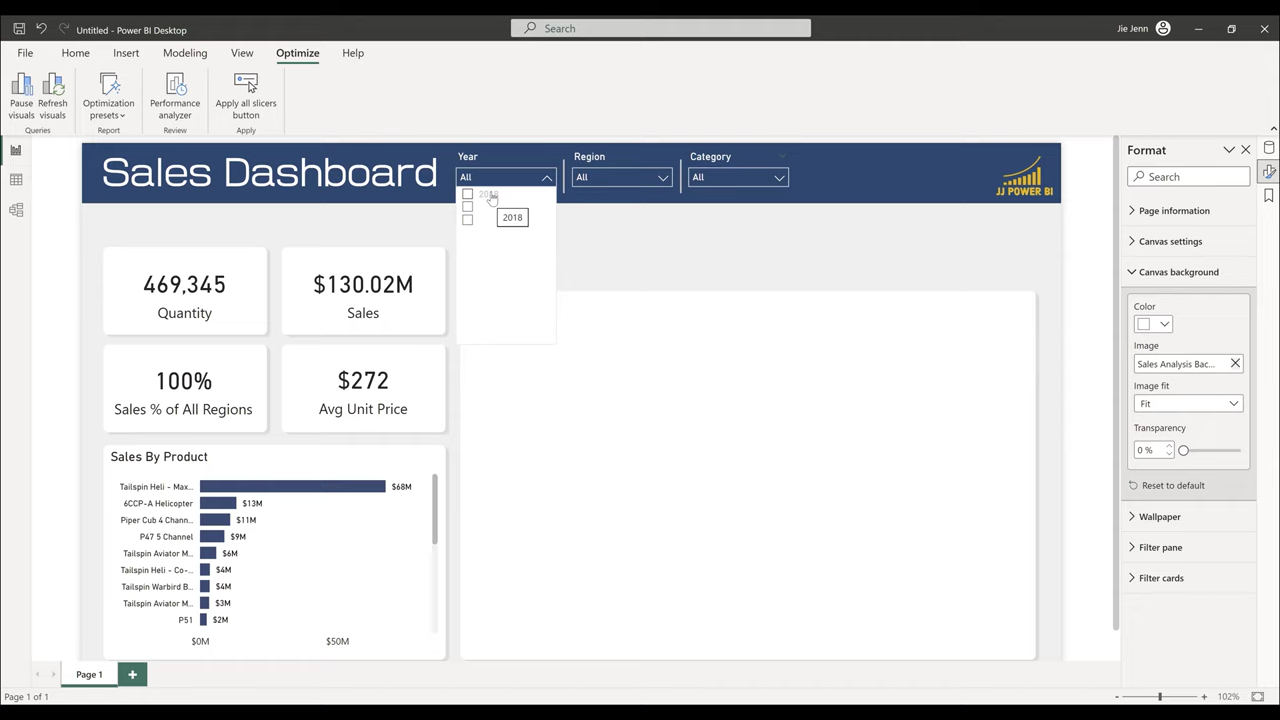 Untitled - Power BI Desktop
Search
Jie Jenn
File
Home
Insert
Modeling
View
Optimize
Help
Pause visuals
Refresh visuals
Optimization presets
Performance analyzer
Apply all slicers button
Queries
Report
Review
Apply
Sales Dashboard
Year
All
Region
All
Category
All
JJ POWER BI
2018
2018
469,345
Quantity
$130.02M
Sales
100%
Sales % of All Regions
$272
Avg Unit Price
Sales By Product
Tailspin Heli - Max... $68M
6CCP-A Helicopter $13M
Piper Cub 4 Chann... $11M
P47 5 Channel $9M
Tailspin Aviator M... $6M
Tailspin Heli - Co-... $4M
Tailspin Warbird B... $4M
Tailspin Aviator M... $3M
P51 $2M
$0M $50M
Format
Search
Page information
Canvas settings
Canvas background
Color
Image
Sales Analysis Bac...
Image fit
Fit
Transparency
0 %
Reset to default
Wallpaper
Filter pane
Filter cards
Page 1
Page 1 of 1
102%